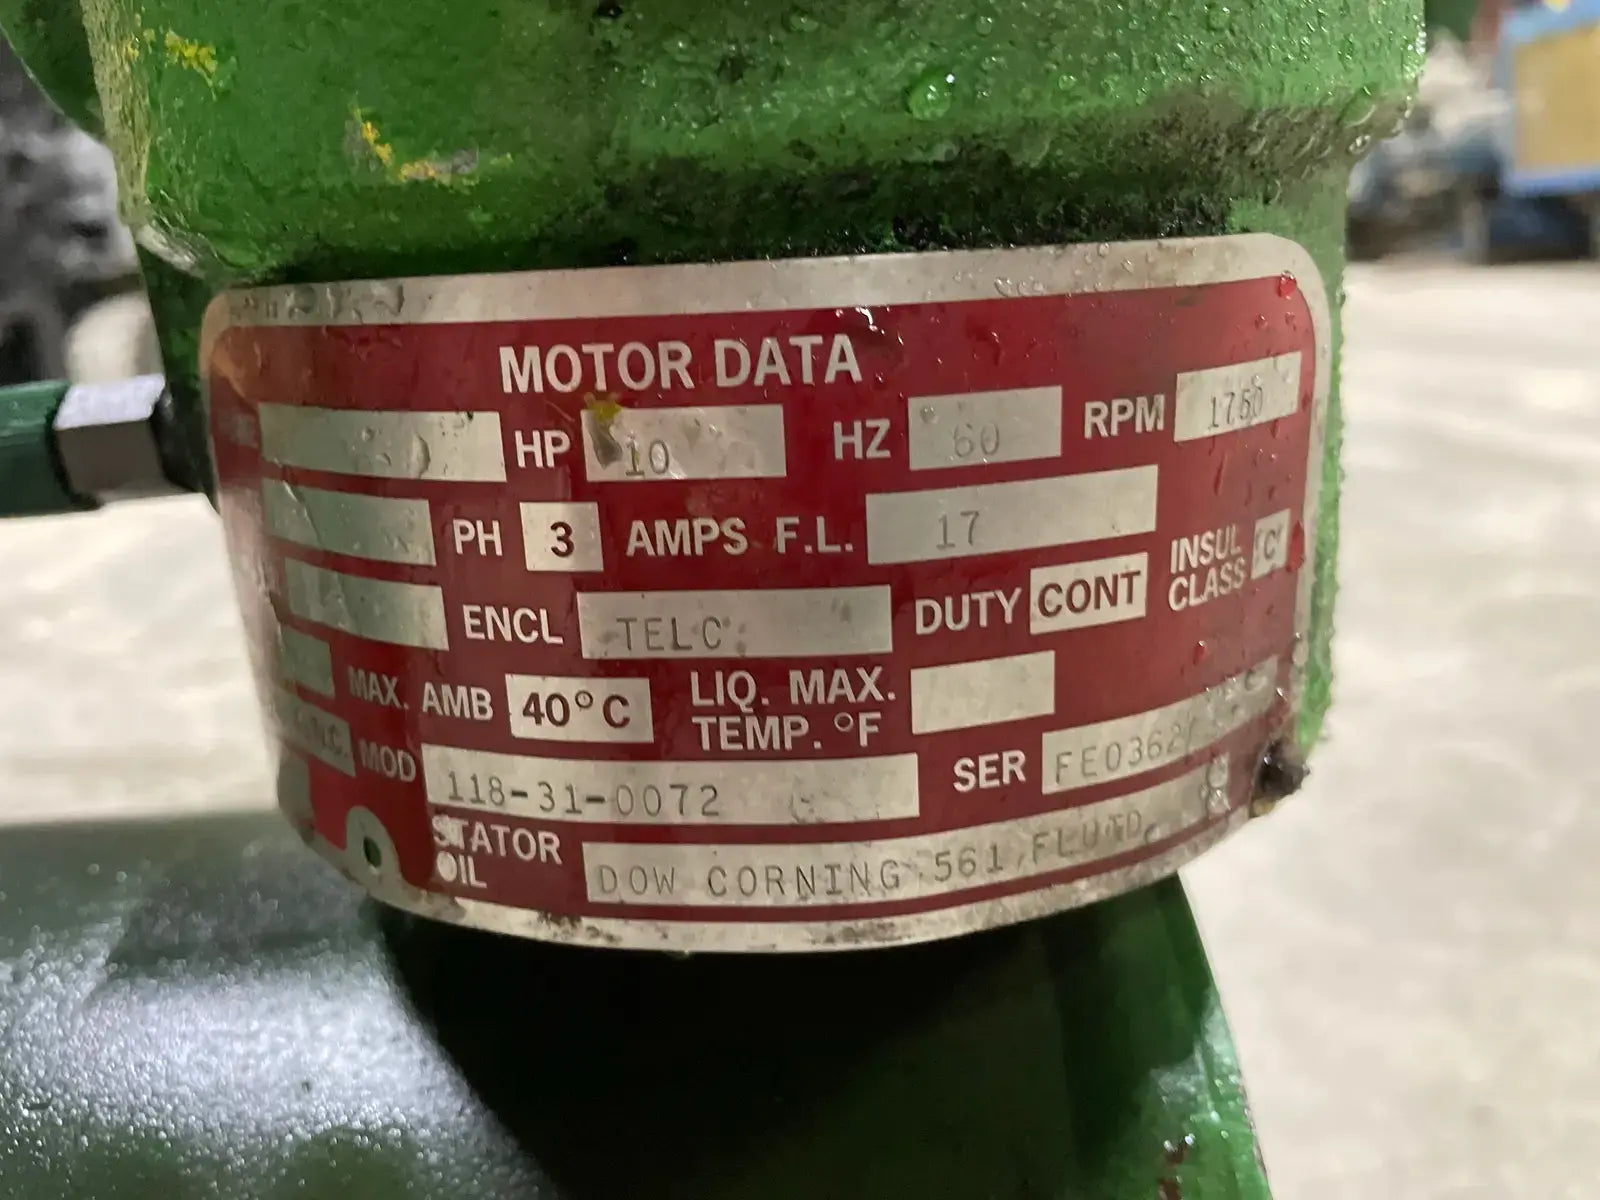 MOTOR DATA
HP 10 HZ 60 RPM 1750
PH 3 AMPS F.L. 17
ENCL TELC DUTY CONT INSUL CLASS 'C'
MAX. AMB 40°C LIQ. MAX. TEMP. °F
MOD 118-31-0072 SER FE0362
STATOR OIL DOW CORNING 561 FLUID